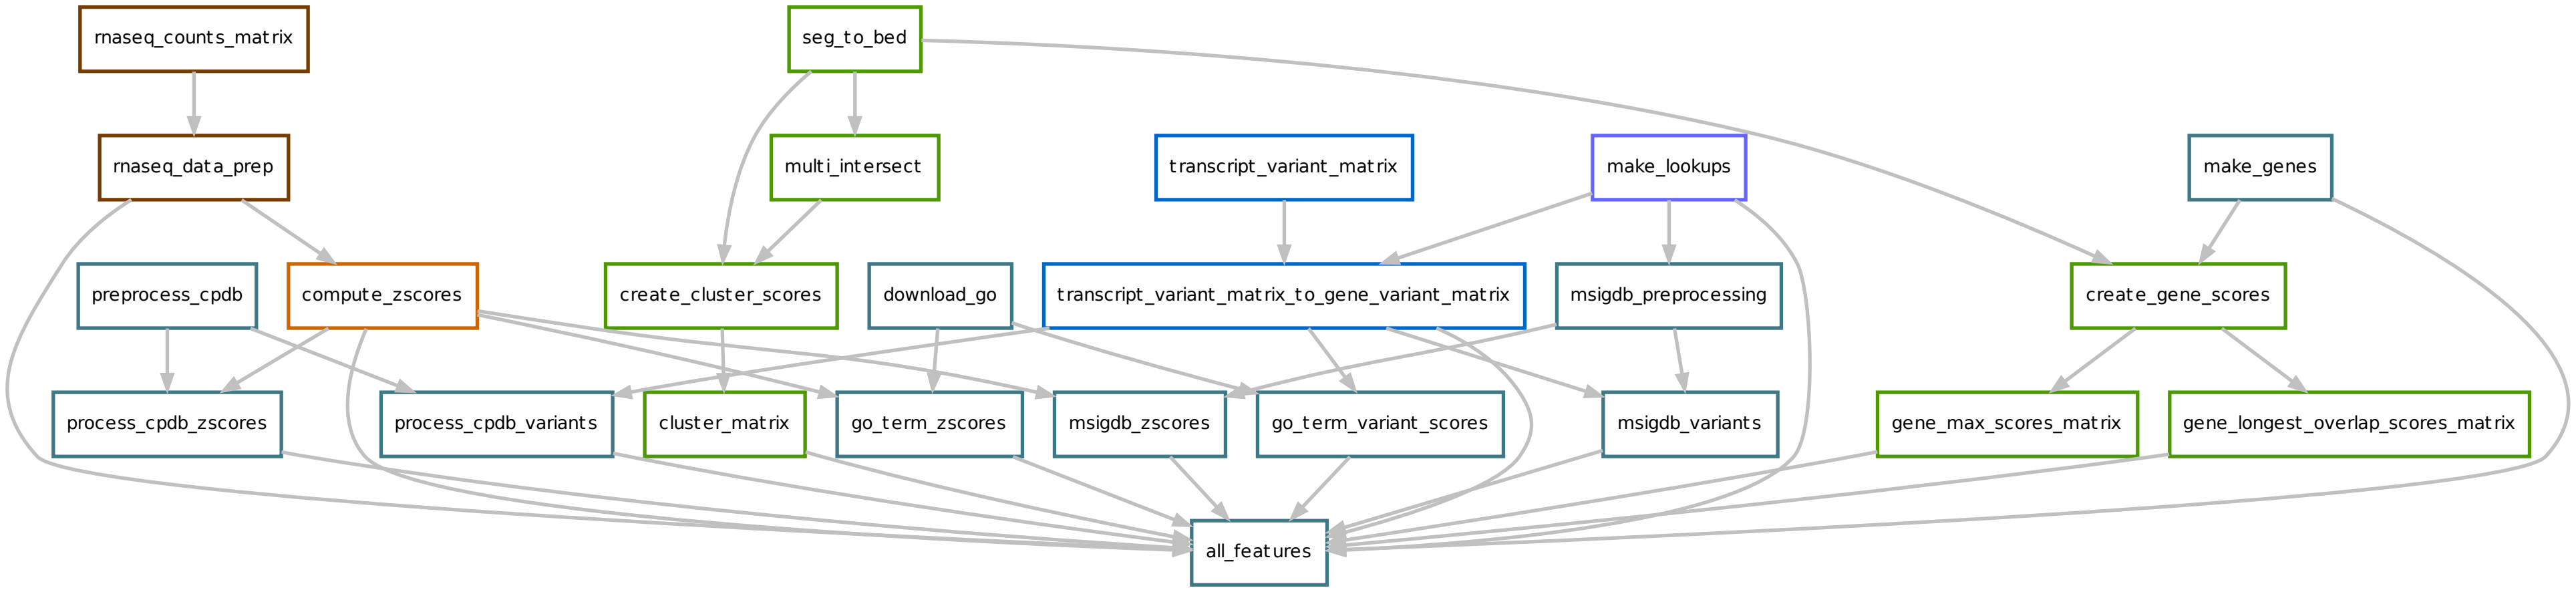 rnaseq_counts_matrix
seg_to_bed
rnaseq_data_prep
multi_intersect
transcript_variant_matrix
make_lookups
make_genes
preprocess_cpdb
compute_zscores
create_cluster_scores
download_go
transcript_variant_matrix_to_gene_variant_matrix
msigdb_preprocessing
create_gene_scores
process_cpdb_zscores
process_cpdb_variants
cluster_matrix
go_term_zscores
msigdb_zscores
go_term_variant_scores
msigdb_variants
gene_max_scores_matrix
gene_longest_overlap_scores_matrix
all_features